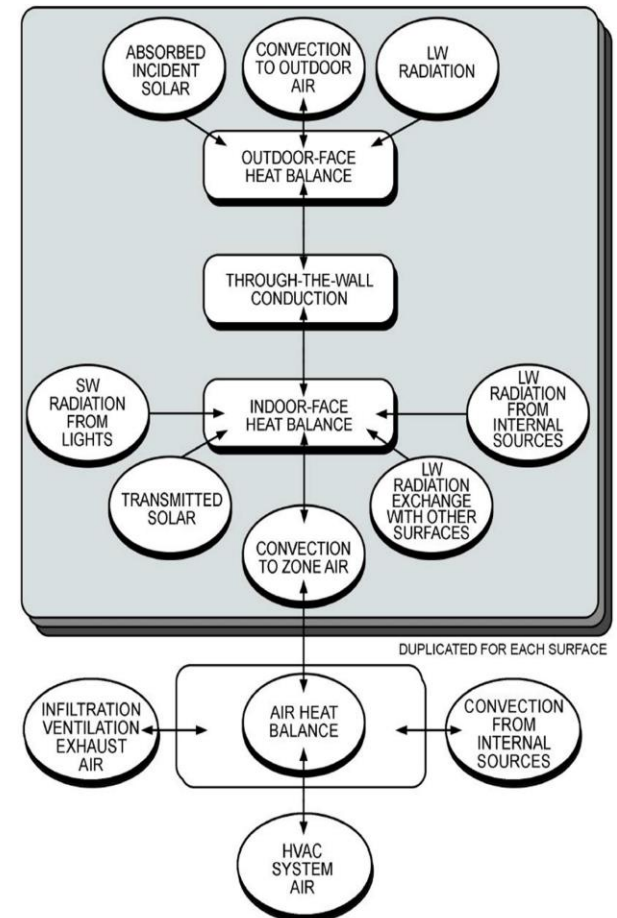 ABSORBED
INCIDENT
SOLAR
CONVECTION
TO OUTDOOR
AIR
LW
RADIATION
OUTDOOR-FACE
HEAT BALANCE
THROUGH-THE-WALL
CONDUCTION
SW
RADIATION
FROM
LIGHTS
INDOOR-FACE
HEAT BALANCE
LW
RADIATION
FROM
INTERNAL
SOURCES
TRANSMITTED
SOLAR
LW
RADIATION
EXCHANGE
WITH OTHER
SURFACES
CONVECTION
TO ZONE AIR
DUPLICATED FOR EACH SURFACE
INFILTRATION
VENTILATION
EXHAUST
AIR
AIR HEAT
BALANCE
CONVECTION
FROM
INTERNAL
SOURCES
HVAC
SYSTEM
AIR